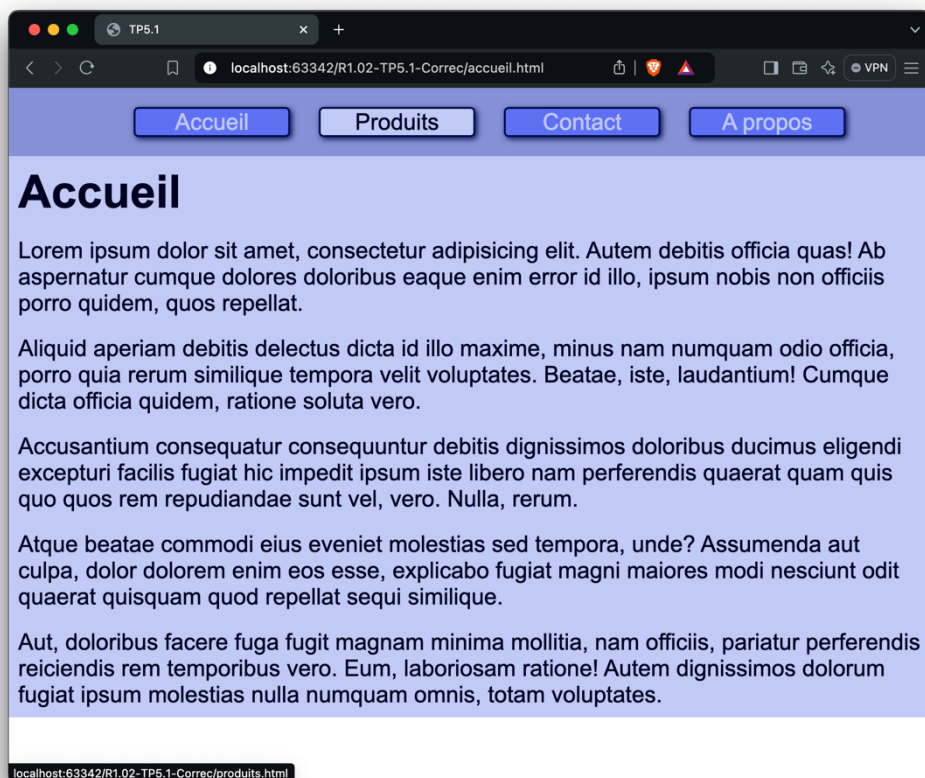 TP5.1
localhost:63342/R1.02-TP5.1-Correc/accueil.html
VPN
Accueil
Produits
Contact
A propos
Accueil
Lorem ipsum dolor sit amet, consectetur adipisicing elit. Autem debitis officia quas! Ab
aspernatur cumque dolores doloribus eaque enim error id illo, ipsum nobis non officiis
porro quidem, quos repellat.
Aliquid aperiam debitis delectus dicta id illo maxime, minus nam numquam odio officia,
porro quia rerum similique tempora velit voluptates. Beatae, iste, laudantium! Cumque
dicta officia quidem, ratione soluta vero.
Accusantium consequatur consequuntur debitis dignissimos doloribus ducimus eligendi
excepturi facilis fugiat hic impedit ipsum iste libero nam perferendis quaerat quam quis
quo quos rem repudiandae sunt vel, vero. Nulla, rerum.
Atque beatae commodi eius eveniet molestias sed tempora, unde? Assumenda aut
culpa, dolor dolorem enim eos esse, explicabo fugiat magni maiores modi nesciunt odit
quaerat quisquam quod repellat sequi similique.
Aut, doloribus facere fuga fugit magnam minima mollitia, nam officiis, pariatur perferendis
reiciendis rem temporibus vero. Eum, laboriosam ratione! Autem dignissimos dolorum
fugiat ipsum molestias nulla numquam omnis, totam voluptates.
localhost:63342/R1.02-TP5.1-Correc/produits.html